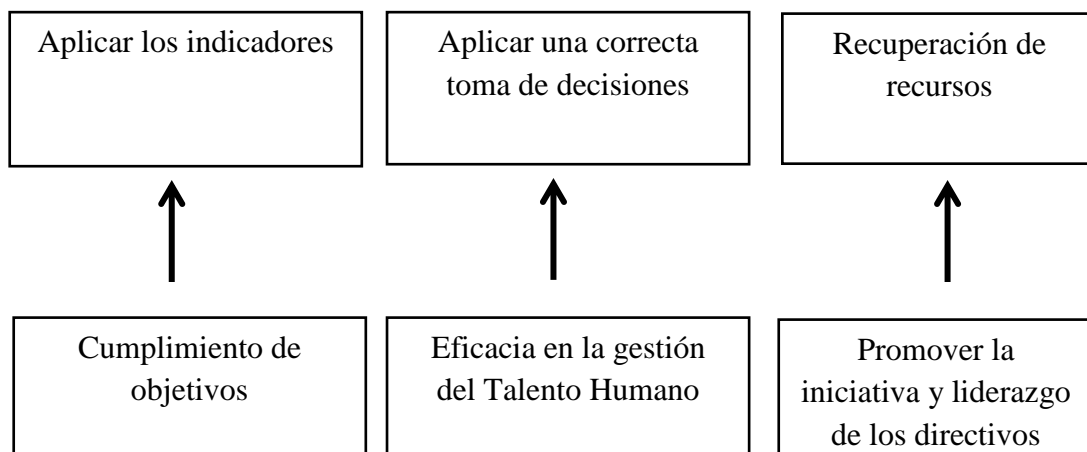 Aplicar los indicadores
Aplicar una correcta
toma de decisiones
Recuperación de
recursos
Cumplimiento de
objetivos
Eficacia en la gestión
del Talento Humano
Promover la
iniciativa y liderazgo
de los directivos